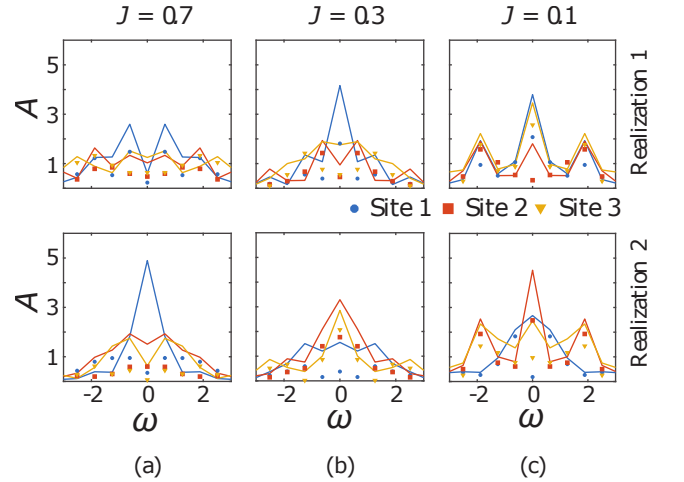 J = 0.7 J = 0.3 J = 0.1
5
3
1
A
Realization 1
Site 1 Site 2 Site 3
5
3
1
A
Realization 2
-2 0 2 -2 0 2 -2 0 2
ω ω ω
(a) (b) (c)